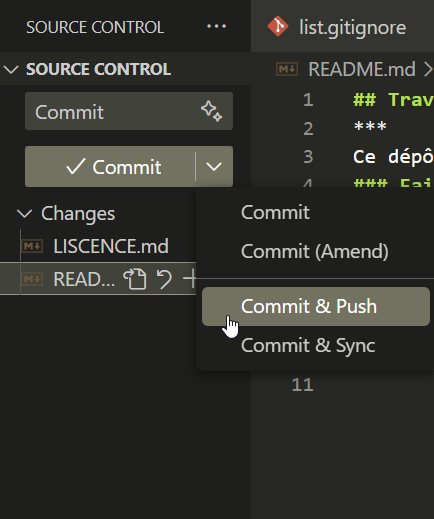 SOURCE CONTROL ...
list.gitignore
SOURCE CONTROL
README.md
Commit
1 ## Trav
2 ***
3 Ce dépô
4 ### Fai
Commit
Changes
LISCENCE.md
READ...
Commit
Commit (Amend)
Commit & Push
Commit & Sync
11